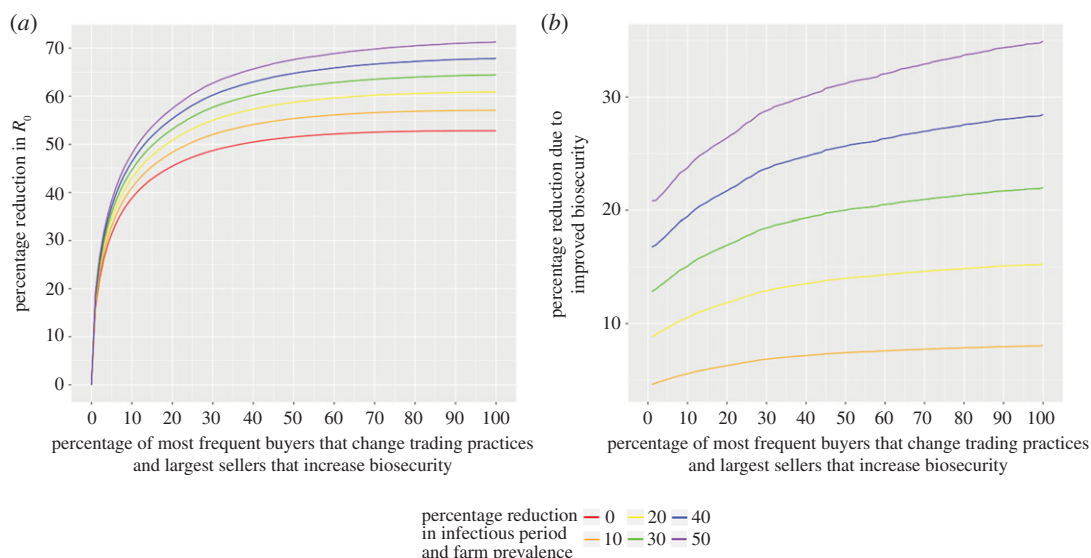 (a)
percentage reduction in R0
70
60
50
40
30
20
10
0
0 10 20 30 40 50 60 70 80 90 100
percentage of most frequent buyers that change trading practices
and largest sellers that increase biosecurity
(b)
percentage reduction due to
improved biosecurity
30
20
10
0 10 20 30 40 50 60 70 80 90 100
percentage of most frequent buyers that change trading practices
and largest sellers that increase biosecurity
percentage reduction
in infectious period
and farm prevalence
0 20 40
10 30 50